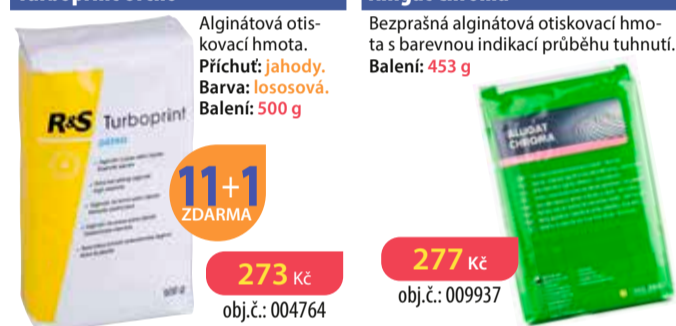 Alginátová otis-
kovací hmota.
Příchuť: jahody.
Barva: lososová.
Balení: 500 g
R&S Turboprint
11+1
ZDARMA
273 Kč
obj.č.: 004764
Bezprašná alginátová otiskovací hmo-
ta s barevnou indikací průběhu tuhnutí.
Balení: 453 g
ALUGAT
CHROMA
277 Kč
obj.č.: 009937